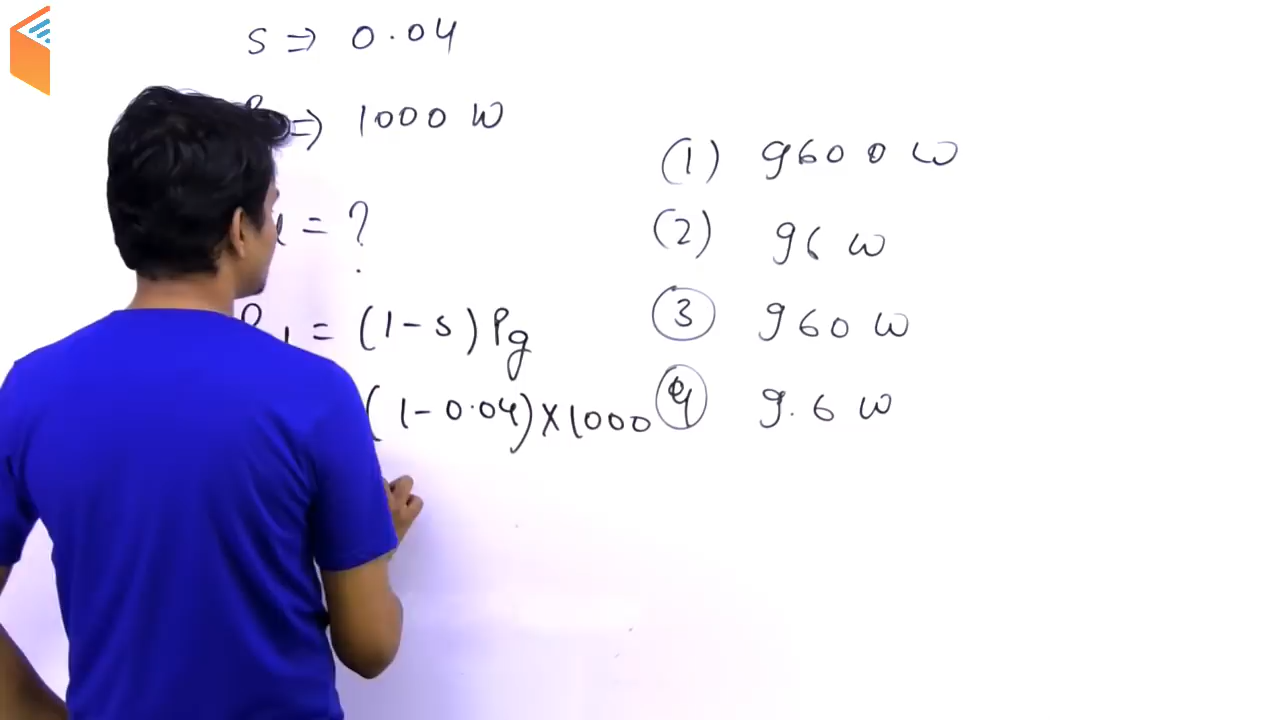 s ⇒ 0.04
⇒ 1000 W
= ?
= (1-s) Pg
(1-0.04)×1000
(1) 9600 W
(2) 96 W
(3) 960 W
(4) 9.6 W